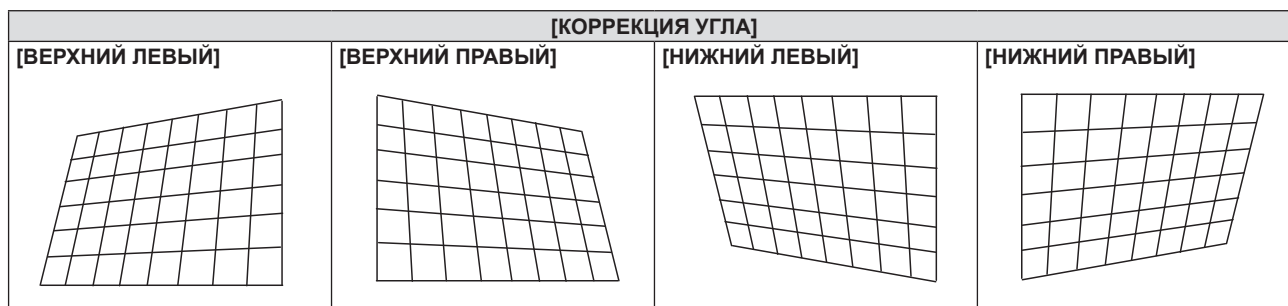 [КОРРЕКЦИЯ УГЛА]
[ВЕРХНИЙ ЛЕВЫЙ] [ВЕРХНИЙ ПРАВЫЙ] [НИЖНИЙ ЛЕВЫЙ] [НИЖНИЙ ПРАВЫЙ]